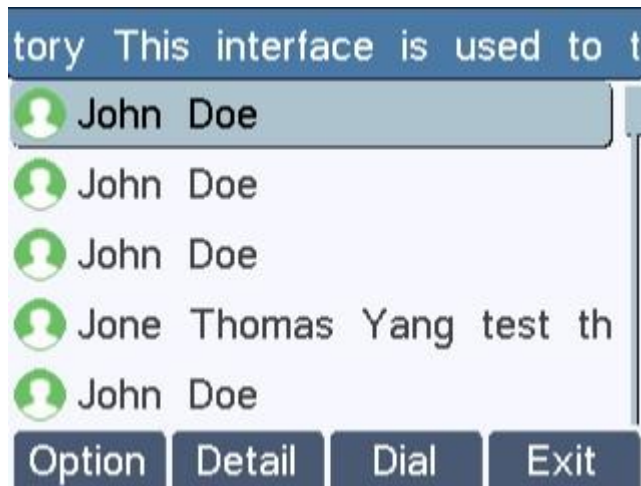 tory This interface is used to t
John Doe
John Doe
John Doe
Jone Thomas Yang test th
John Doe
Option Detail Dial Exit